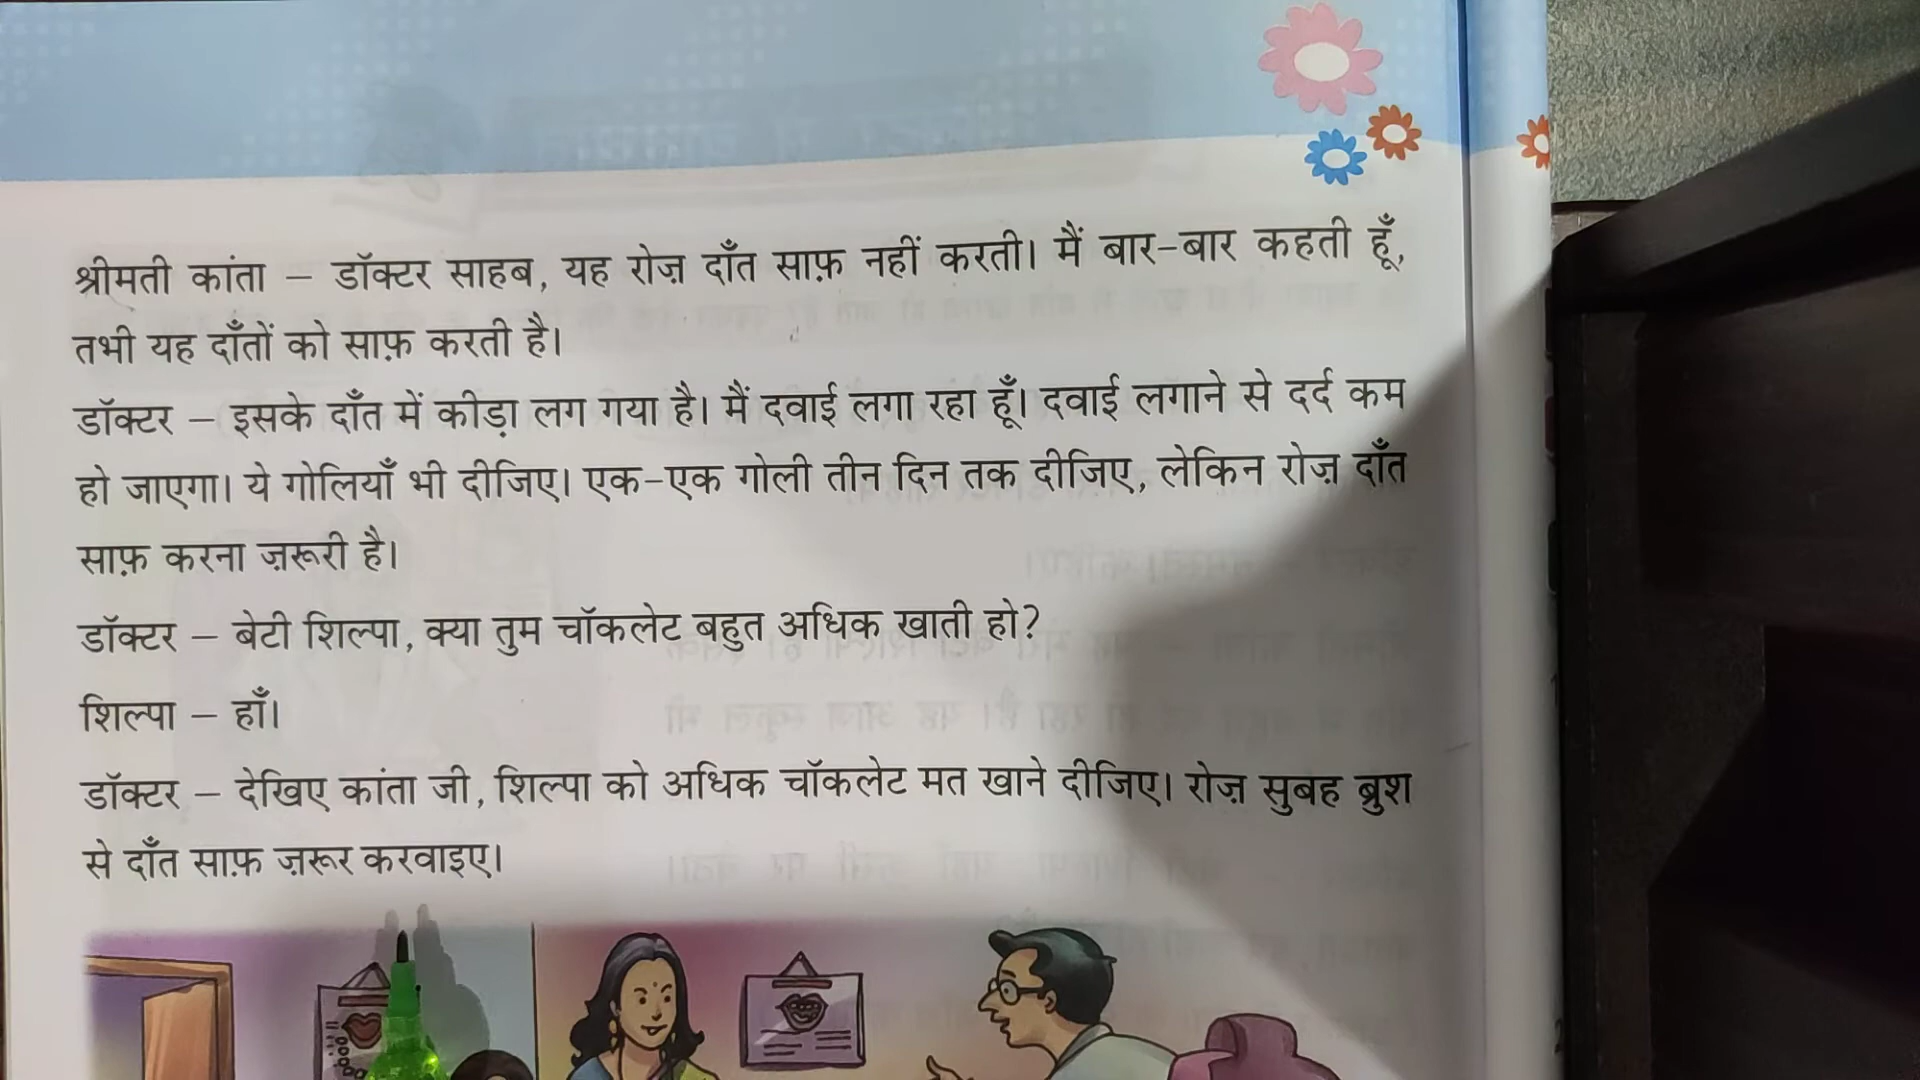 श्रीमती कांता – डॉक्टर साहब, यह रोज़ दाँत साफ़ नहीं करती। मैं बार-बार कहती हूँ,
तभी यह दाँतों को साफ़ करती है।
डॉक्टर – इसके दाँत में कीड़ा लग गया है। मैं दवाई लगा रहा हूँ। दवाई लगाने से दर्द कम
हो जाएगा। ये गोलियाँ भी दीजिए। एक-एक गोली तीन दिन तक दीजिए, लेकिन रोज़ दाँत
साफ़ करना ज़रूरी है।
डॉक्टर – बेटी शिल्पा, क्या तुम चॉकलेट बहुत अधिक खाती हो?
शिल्पा – हाँ।
डॉक्टर – देखिए कांता जी, शिल्पा को अधिक चॉकलेट मत खाने दीजिए। रोज़ सुबह ब्रुश
से दाँत साफ़ ज़रूर करवाइए।